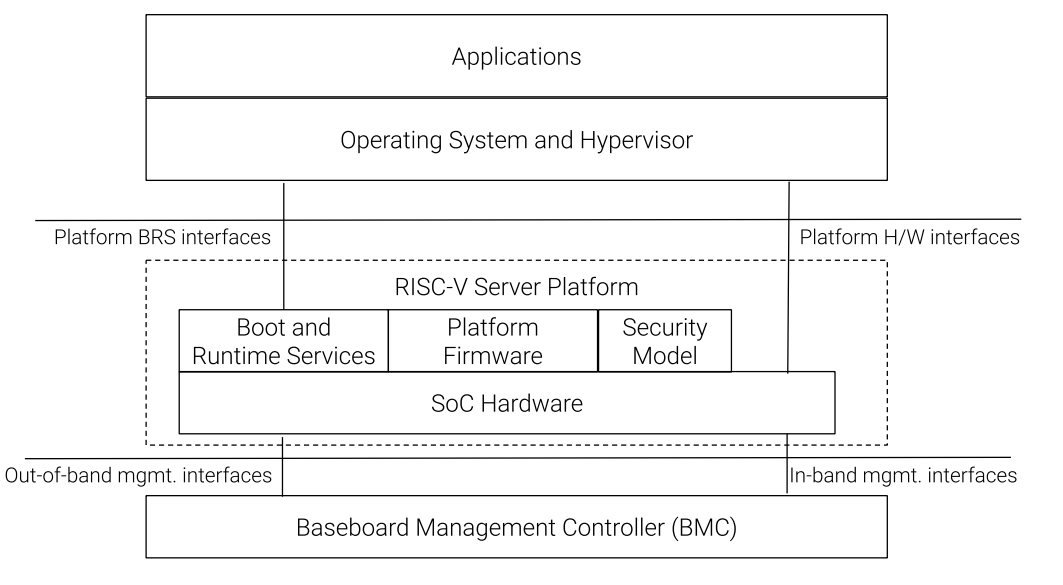 Applications
Operating System and Hypervisor
Platform BRS interfaces
Platform H/W interfaces
RISC-V Server Platform
Boot and
Runtime Services
Platform
Firmware
Security
Model
SoC Hardware
Out-of-band mgmt. interfaces
In-band mgmt. interfaces
Baseboard Management Controller (BMC)